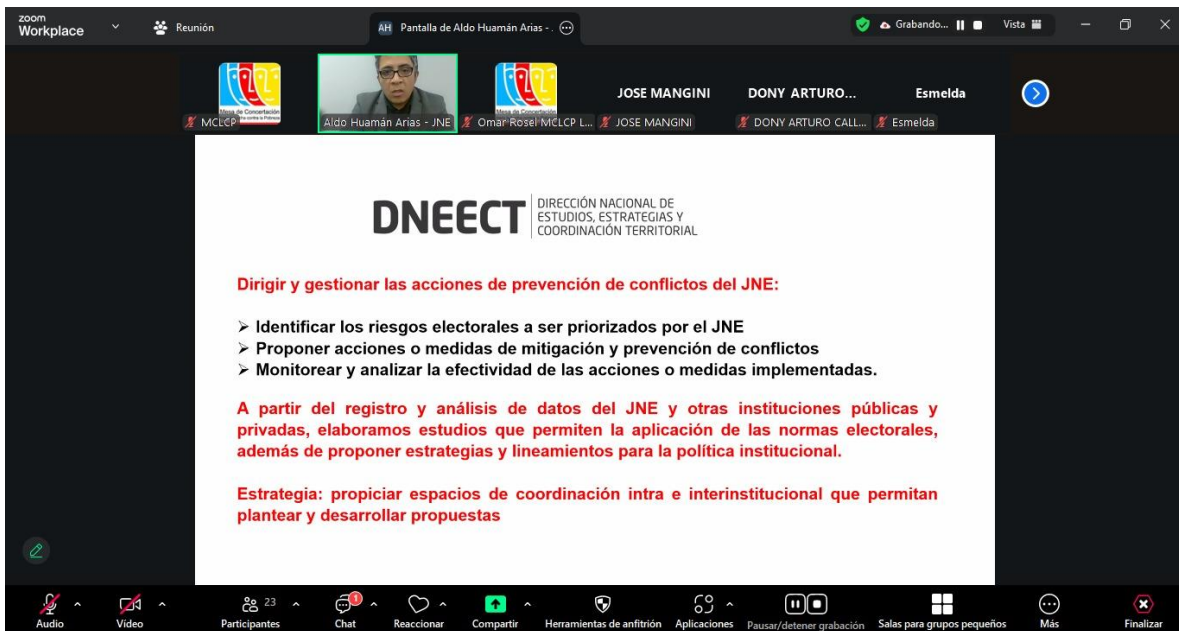 zoom
Workplace
Reunión
AH Pantalla de Aldo Huamán Arias - .
Grabando...
Vista
JOSE MANGINI
DONY ARTURO...
Esmelda
MCLCP
Aldo Huamán Arias - JNE
Omar Rosel MCLCP L...
JOSE MANGINI
DONY ARTURO CALL...
Esmelda
DNEECT
DIRECCIÓN NACIONAL DE
ESTUDIOS, ESTRATEGIAS Y
COORDINACIÓN TERRITORIAL
Dirigir y gestionar las acciones de prevención de conflictos del JNE:
➢ Identificar los riesgos electorales a ser priorizados por el JNE
➢ Proponer acciones o medidas de mitigación y prevención de conflictos
➢ Monitorear y analizar la efectividad de las acciones o medidas implementadas.
A partir del registro y análisis de datos del JNE y otras instituciones públicas y
privadas, elaboramos estudios que permiten la aplicación de las normas electorales,
además de proponer estrategias y lineamientos para la política institucional.
Estrategia: propiciar espacios de coordinación intra e interinstitucional que permitan
plantear y desarrollar propuestas
23
1
Audio
Vídeo
Participantes
Chat
Reaccionar
Compartir
Herramientas de anfitrión
Aplicaciones
Pausar/detener grabación
Salas para grupos pequeños
Más
Finalizar